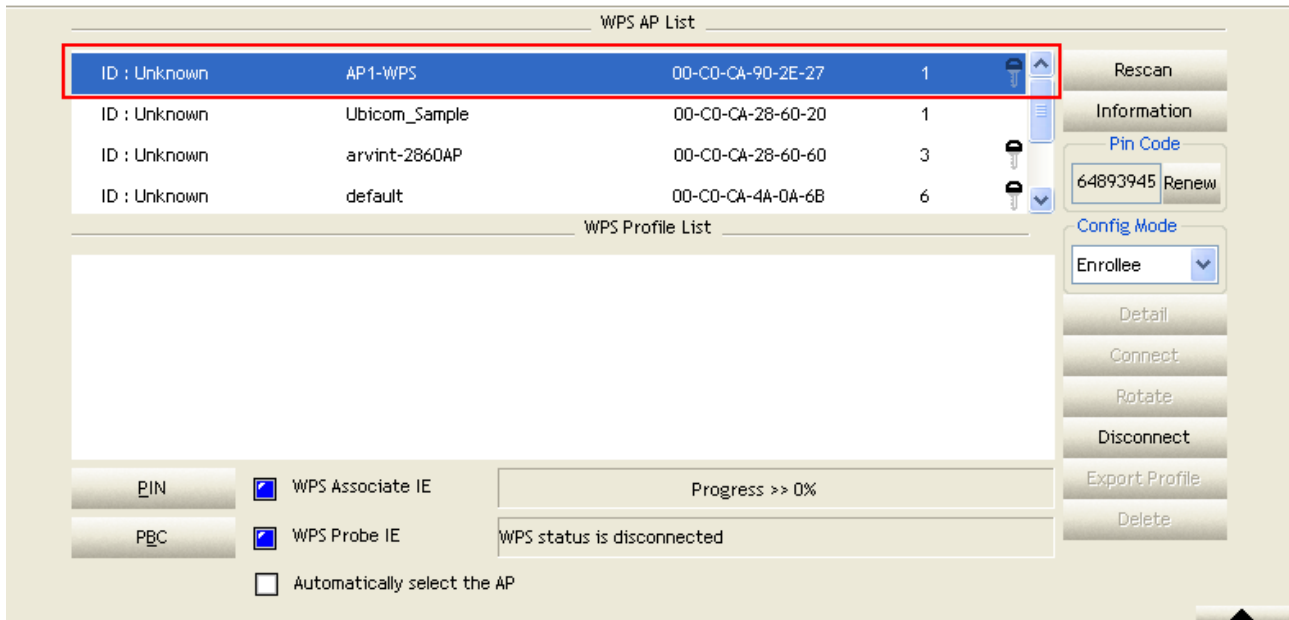 WPS AP List
ID : Unknown AP1-WPS 00-C0-CA-90-2E-27 1
Rescan
ID : Unknown Ubicom_Sample 00-C0-CA-28-60-20 1
Information
ID : Unknown arvint-2860AP 00-C0-CA-28-60-60 3
Pin Code
64893945 Renew
ID : Unknown default 00-C0-CA-4A-0A-6B 6
WPS Profile List
Config Mode
Enrollee
Detail
Connect
Rotate
Disconnect
Export Profile
Delete
PIN WPS Associate IE Progress >> 0%
PBC WPS Probe IE WPS status is disconnected
Automatically select the AP